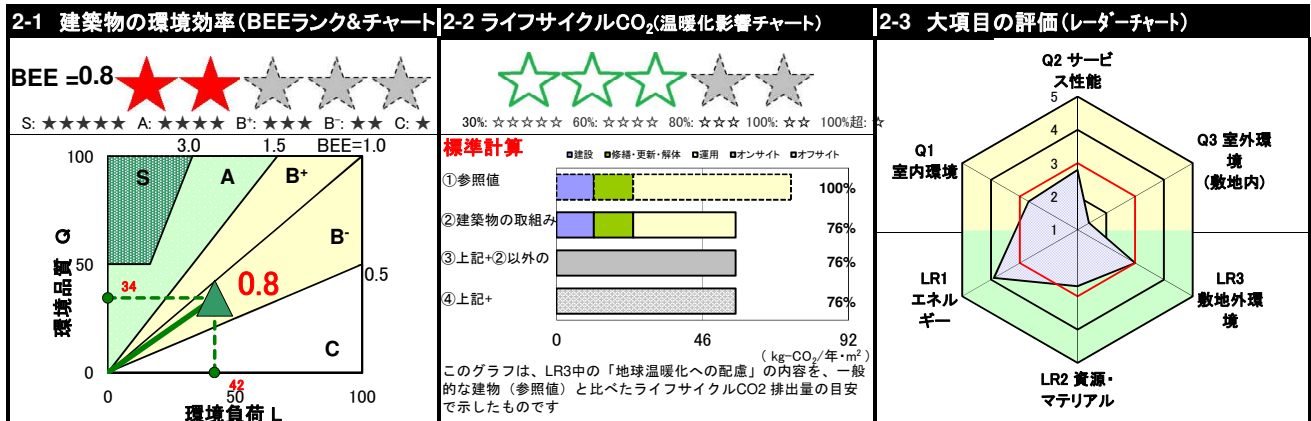 2-1 建築物の環境効率(BEEランク&チャート
BEE =0.8
S: ★★★★★ A: ★★★★ B⁺: ★★★ B⁻: ★★ C: ★
3.0 1.5 BEE=1.0
100
S
A
B⁺
B⁻
50
0.5
34
0.8
環境品質 Q
C
0
42
0 50 100
環境負荷 L
2-2 ライフサイクルCO₂(温暖化影響チャート)
30%: ☆☆☆☆☆ 60%: ☆☆☆☆ 80%: ☆☆☆ 100%: ☆☆ 100%超: ☆
標準計算
■建設 ■修繕・更新・解体 □運用 ■オンサイト ■オフサイト
①参照値 100%
②建築物の取組み 76%
③上記+②以外の 76%
④上記+ 76%
0 46 92
( kg-CO₂/年・m² )
このグラフは、LR3中の「地球温暖化への配慮」の内容を、一般
的な建物(参照値)と比べたライフサイクルCO2 排出量の目安
で示したものです
2-3 大項目の評価(レーダーチャート)
Q2 サービ
ス性能
5
4
3
2
1
Q1
室内環境
Q3 室外環
境
(敷地内)
LR1
エネル
ギー
LR3
敷地外環
境
LR2 資源・
マテリアル